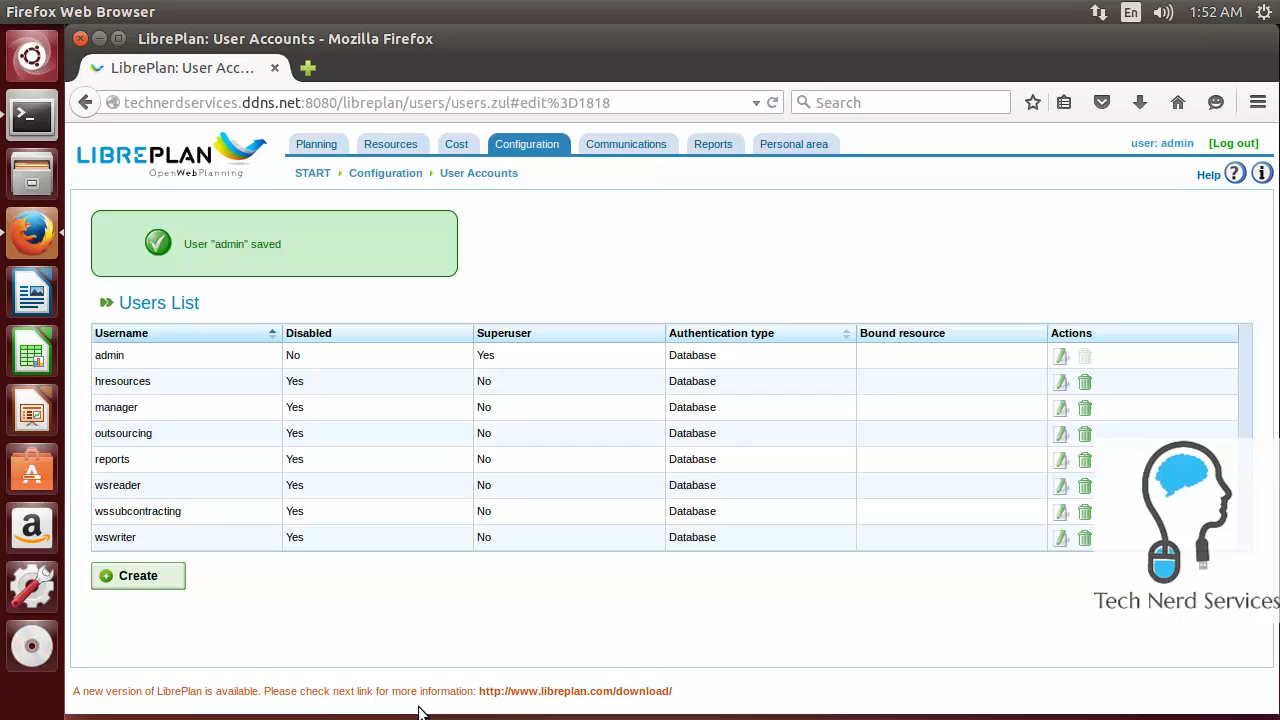 Firefox Web Browser En 1:52 AM
LibrePlan: User Accounts - Mozilla Firefox
LibrePlan: User Acc...
technerdservices.ddns.net:8080/libreplan/users/users.zul#edit%3D1818 Search
LIBREPLAN
OpenWebPlanning
Planning Resources Cost Configuration Communications Reports Personal area user: admin [Log out]
START Configuration User Accounts Help ? i
User "admin" saved
Users List
Username Disabled Superuser Authentication type Bound resource Actions
admin No Yes Database
hresources Yes No Database
manager Yes No Database
outsourcing Yes No Database
reports Yes No Database
wsreader Yes No Database
wssubcontracting Yes No Database
wswriter Yes No Database
Create
Tech Nerd Services
A new version of LibrePlan is available. Please check next link for more information: http://www.libreplan.com/download/